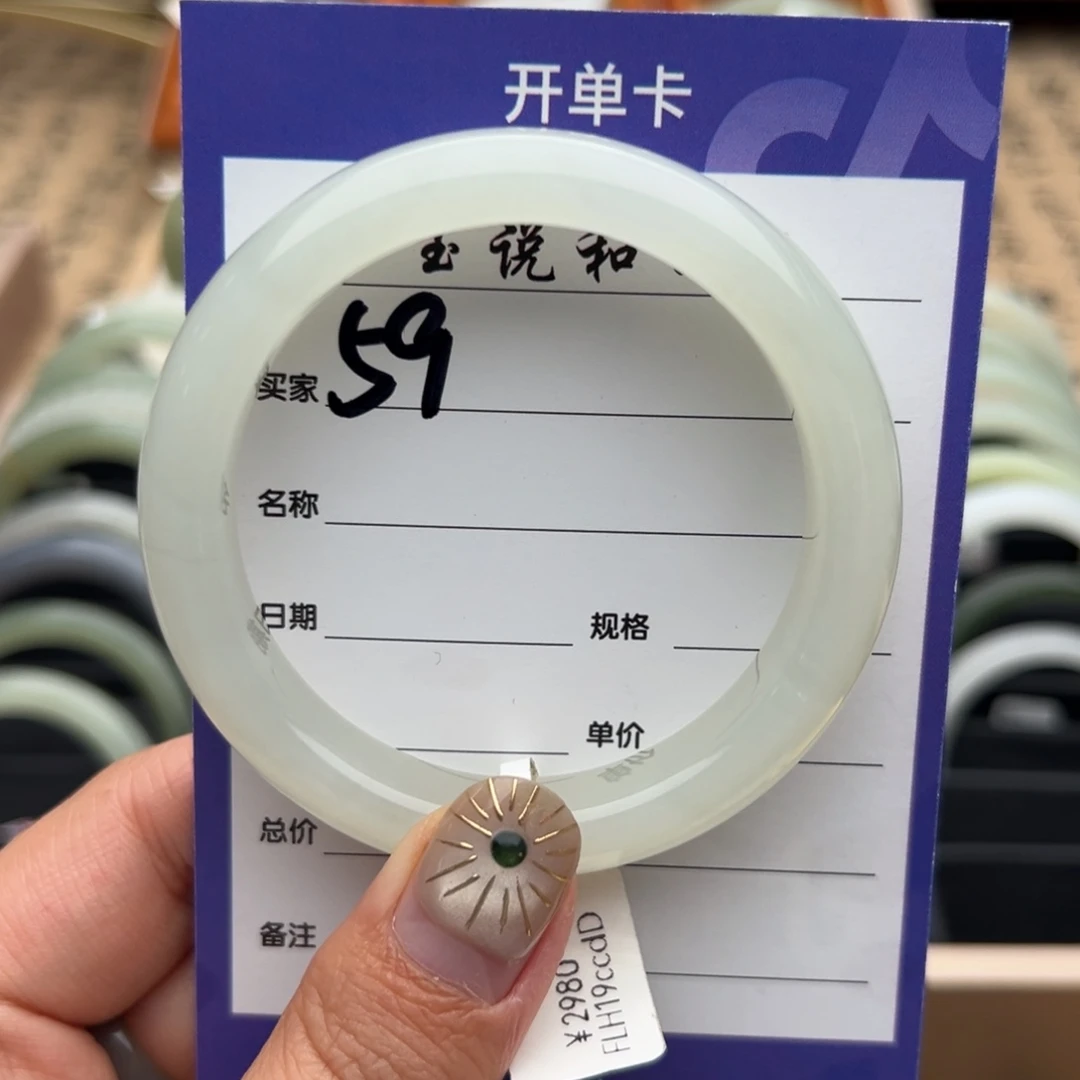 开单卡
玉说和
买家 59
名称
日期 规格
单价
总价
备注
¥2980
FLH19ccdD